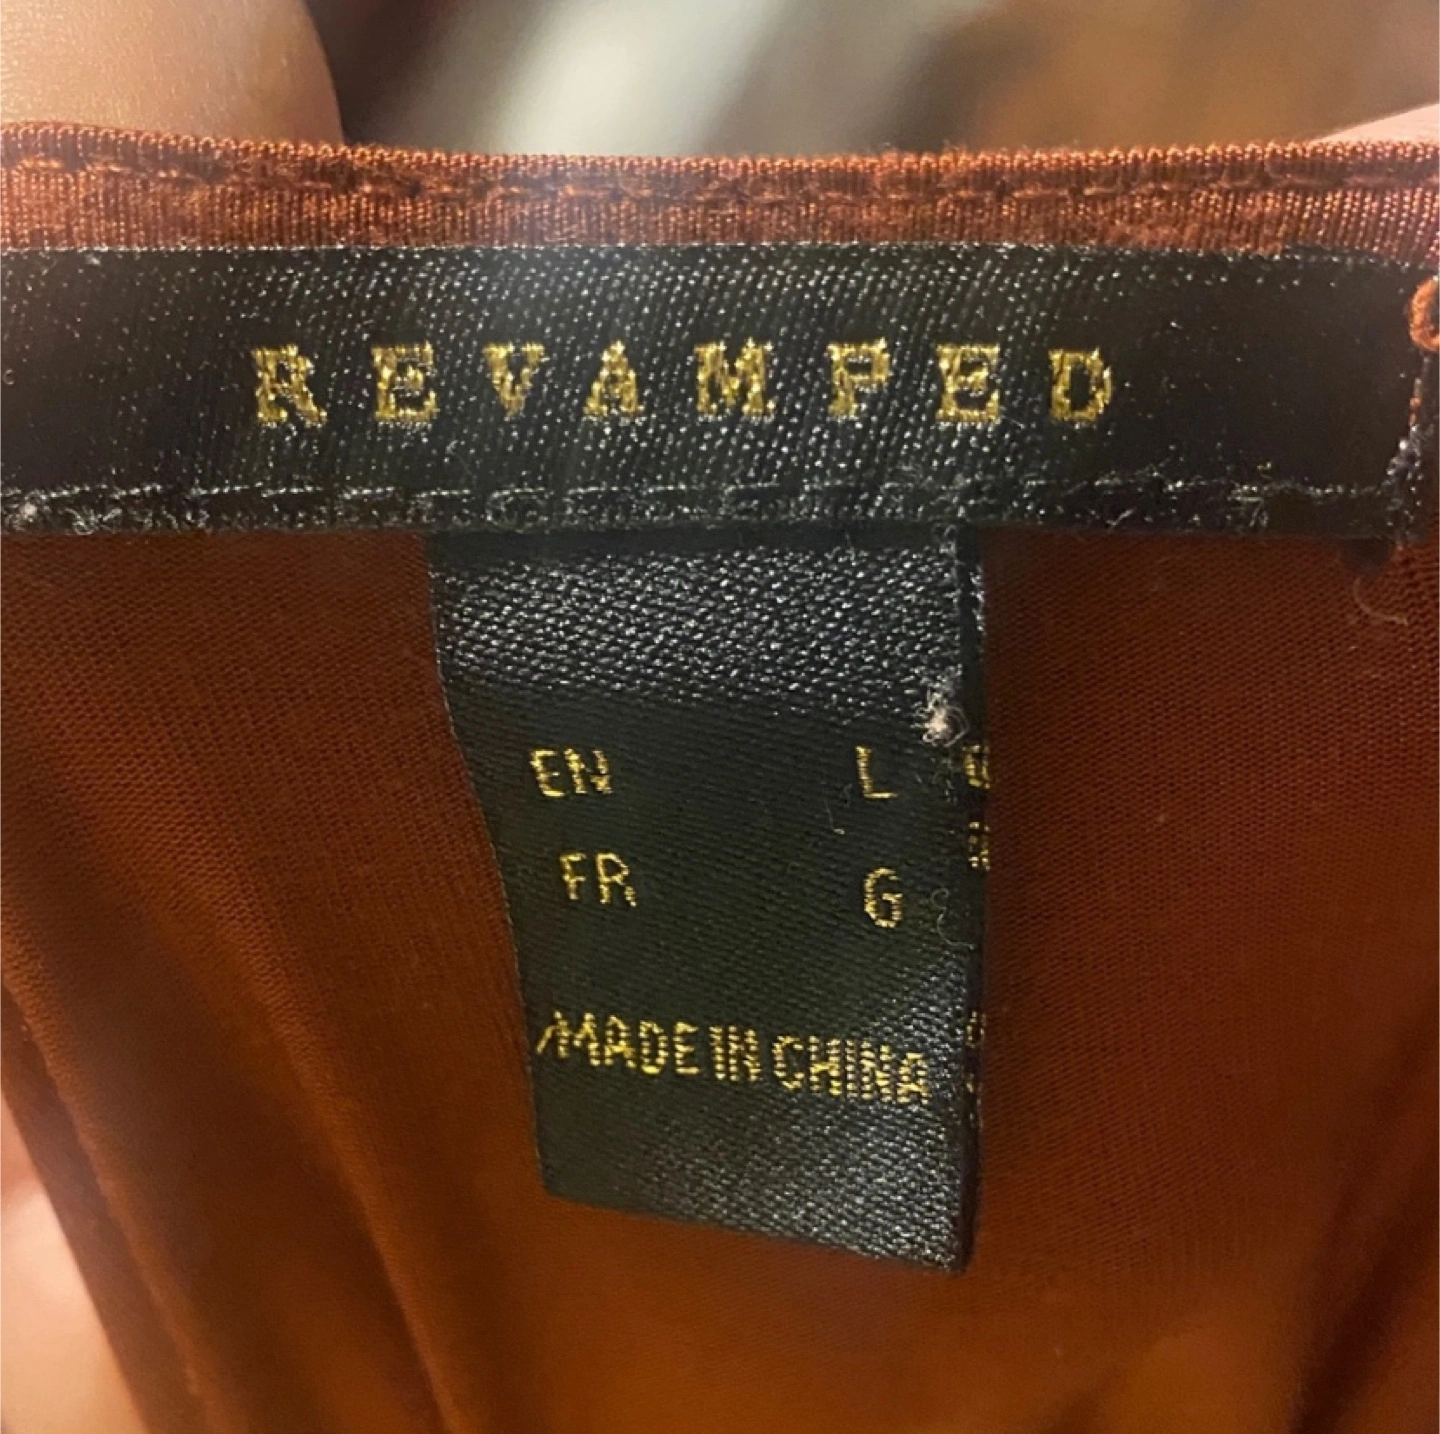 REVAMPED
EN L
FR G
MADE IN CHINA